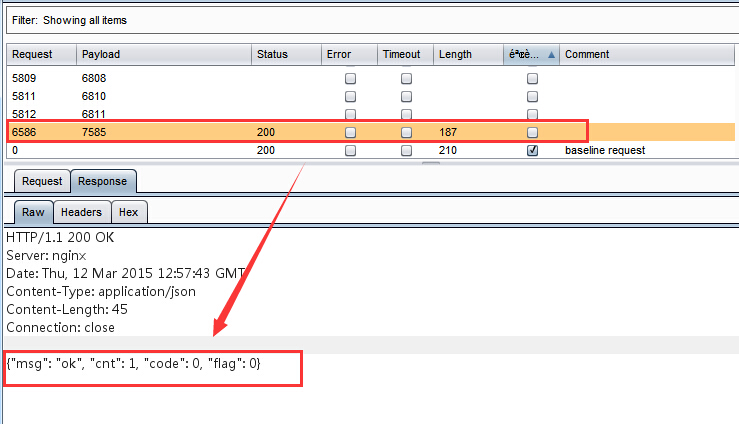 Filter: Showing all items
Request Payload Status Error Timeout Length Comment
5809 6808
5811 6810
5812 6811
6586 7585 200 187
0 200 210 baseline request
Request Response
Raw Headers Hex
HTTP/1.1 200 OK
Server: nginx
Date: Thu, 12 Mar 2015 12:57:43 GMT
Content-Type: application/json
Content-Length: 45
Connection: close
{"msg": "ok", "cnt": 1, "code": 0, "flag": 0}